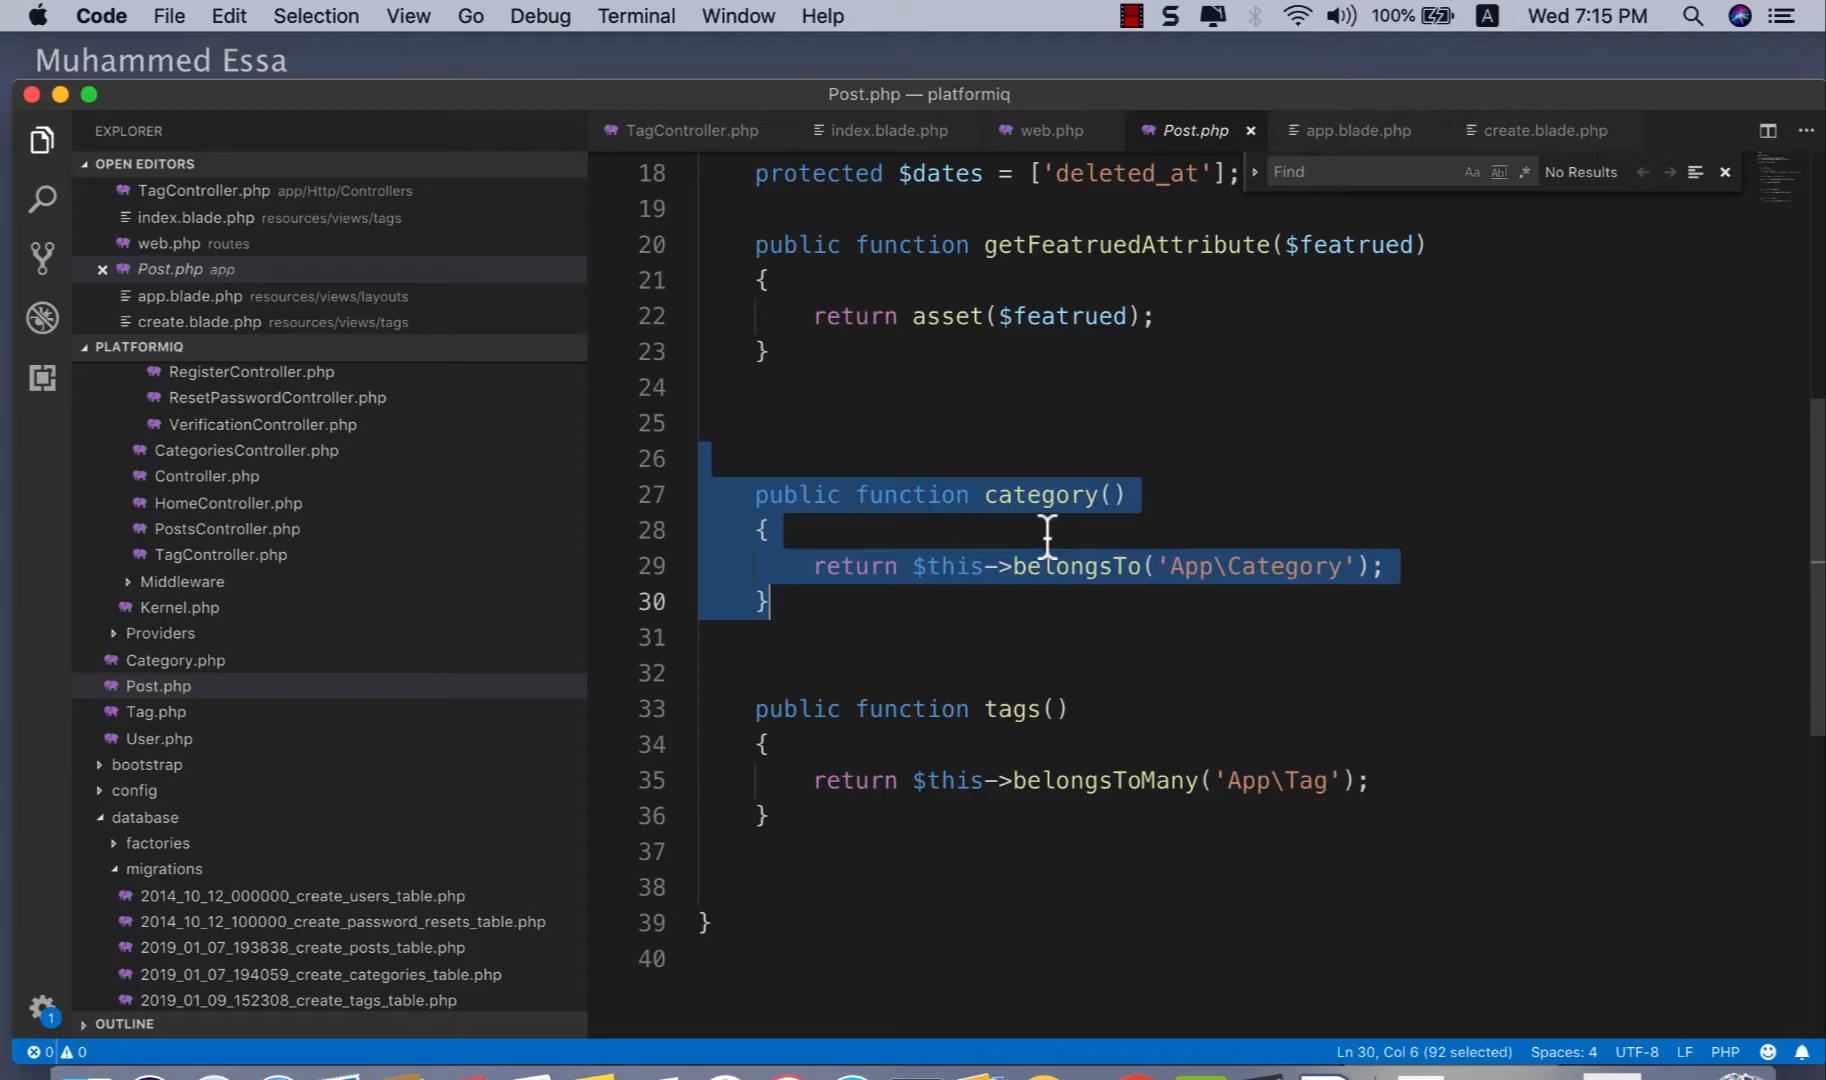 Code File Edit Selection View Go Debug Terminal Window Help 100% A Wed 7:15 PM
Muhammed Essa
Post.php — platformiq
EXPLORER
OPEN EDITORS
TagController.php app/Http/Controllers
index.blade.php resources/views/tags
web.php routes
Post.php app
app.blade.php resources/views/layouts
create.blade.php resources/views/tags
PLATFORMIQ
RegisterController.php
ResetPasswordController.php
VerificationController.php
CategoriesController.php
Controller.php
HomeController.php
PostsController.php
TagController.php
Middleware
Kernel.php
Providers
Category.php
Post.php
Tag.php
User.php
bootstrap
config
database
factories
migrations
2014_10_12_000000_create_users_table.php
2014_10_12_100000_create_password_resets_table.php
2019_01_07_193838_create_posts_table.php
2019_01_07_194059_create_categories_table.php
2019_01_09_152308_create_tags_table.php
OUTLINE
1
TagController.php index.blade.php web.php Post.php app.blade.php create.blade.php
Find Aa Abl .* No Results
18 protected $dates = ['deleted_at'];
19
20 public function getFeatruedAttribute($featrued)
21 {
22 return asset($featrued);
23 }
24
25
26
27 public function category()
28 {
29 return $this->belongsTo('App\Category');
30 }
31
32
33 public function tags()
34 {
35 return $this->belongsToMany('App\Tag');
36 }
37
38
39 }
40
0 0 Ln 30, Col 6 (92 selected) Spaces: 4 UTF-8 LF PHP